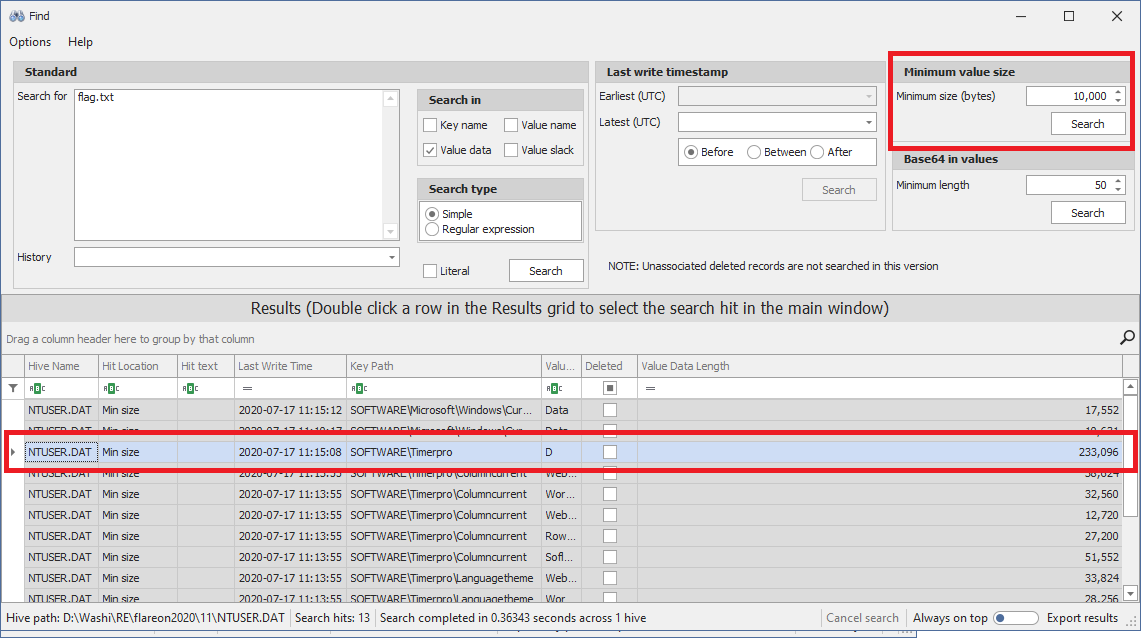 Find
Options Help
Standard
Search for flag.txt
Search in
Key name Value name
Value data Value slack
Search type
Simple
Regular expression
History
Literal Search
Last write timestamp
Earliest (UTC)
Latest (UTC)
Before Between After
Search
Minimum value size
Minimum size (bytes) 10,000
Search
Base64 in values
Minimum length 50
Search
NOTE: Unassociated deleted records are not searched in this version
Results (Double click a row in the Results grid to select the search hit in the main window)
Drag a column header here to group by that column
Hive Name Hit Location Hit text Last Write Time Key Path Valu... Deleted Value Data Length
NTUSER.DAT Min size 2020-07-17 11:15:12 SOFTWARE\Microsoft\Windows\Cur... Data 17,552
NTUSER.DAT Min size SOFTWARE\Microsoft\Windows\Cur... Data
NTUSER.DAT Min size 2020-07-17 11:15:08 SOFTWARE\Timerpro D 233,096
NTUSER.DAT Min size 2020-07-17 11:13:55 SOFTWARE\Timerpro\Columncurrent Web...
NTUSER.DAT Min size 2020-07-17 11:13:55 SOFTWARE\Timerpro\Columncurrent Wor... 32,560
NTUSER.DAT Min size 2020-07-17 11:13:55 SOFTWARE\Timerpro\Columncurrent Web... 12,720
NTUSER.DAT Min size 2020-07-17 11:13:55 SOFTWARE\Timerpro\Columncurrent Row... 27,200
NTUSER.DAT Min size 2020-07-17 11:13:55 SOFTWARE\Timerpro\Columncurrent Sofl... 51,552
NTUSER.DAT Min size 2020-07-17 11:13:55 SOFTWARE\Timerpro\Languagetheme Web... 33,824
NTUSER.DAT Min size 2020-07-17 11:13:55 SOFTWARE\Timerpro\Languagetheme Wor 28,256
Hive path: D:\Washi\RE\flareon2020\11\NTUSER.DAT Search hits: 13 Search completed in 0.36343 seconds across 1 hive Cancel search Always on top Export results